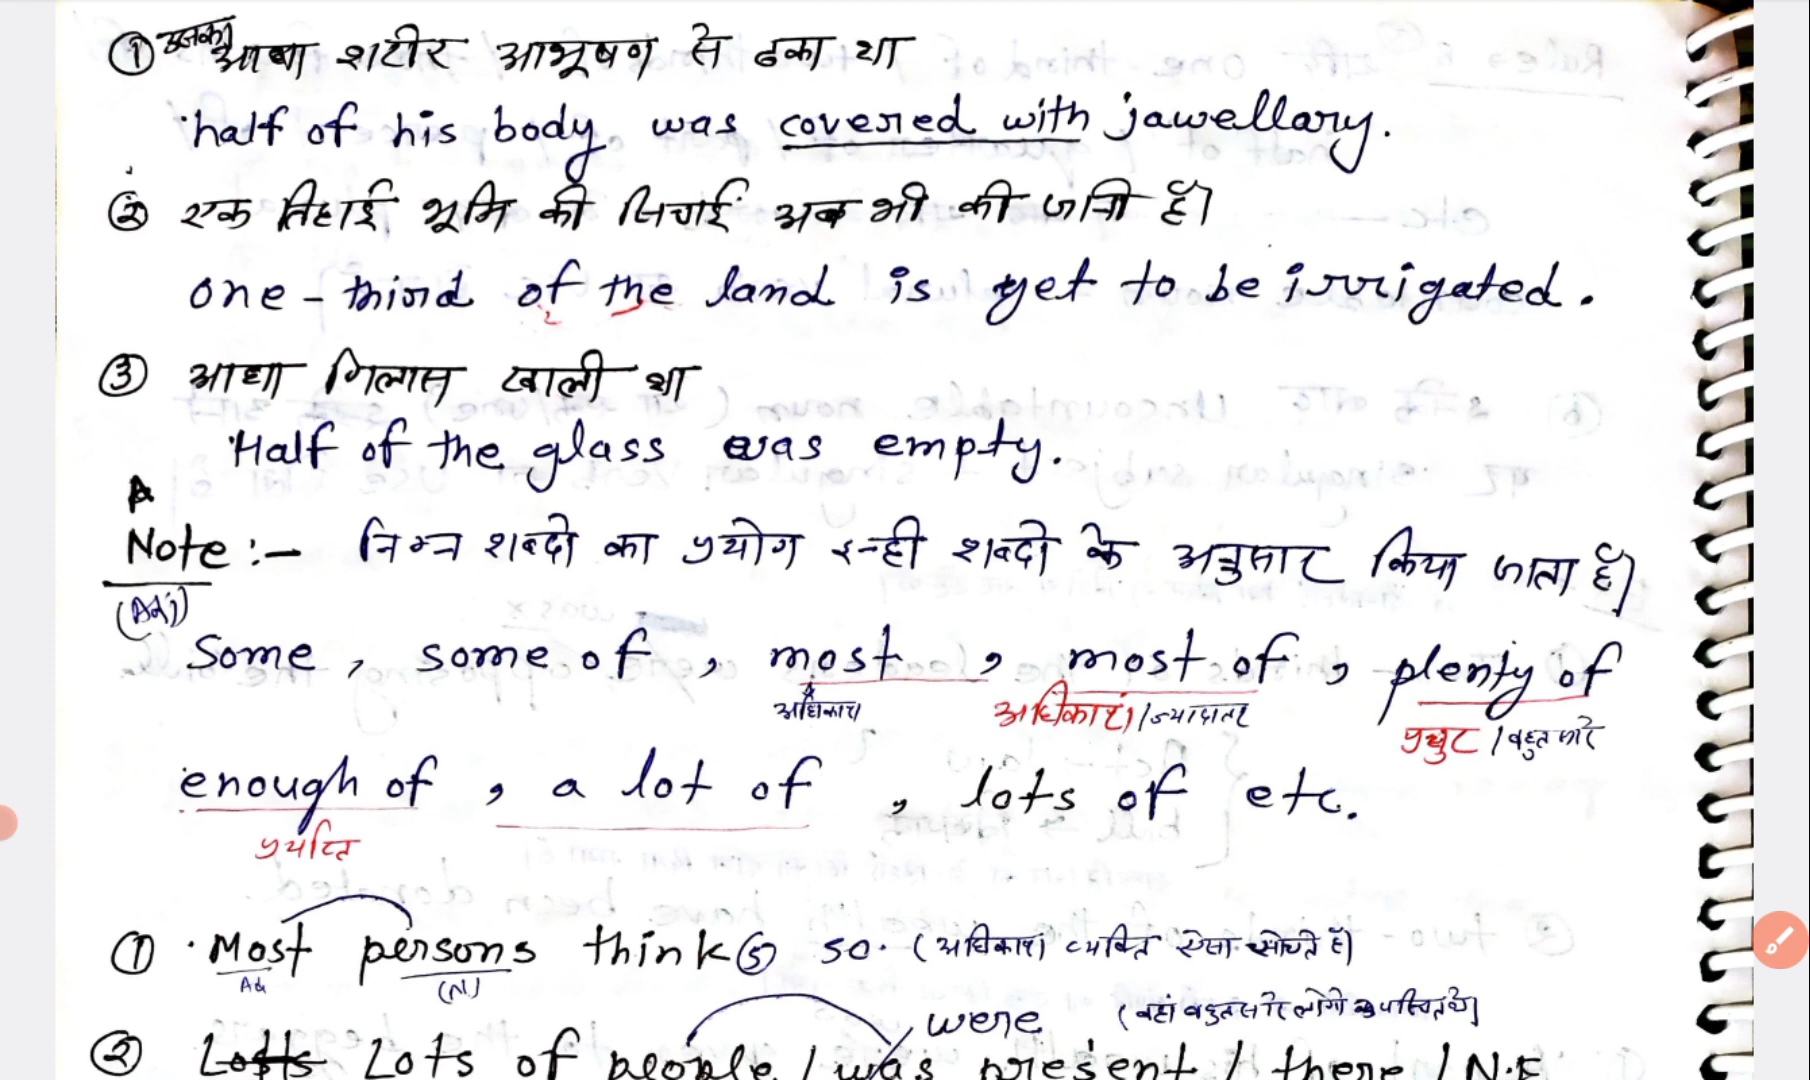 ① उसका आधा शरीर आभूषण से ढका था
half of his body was covered with jawellary.
② एक तिहाई भूमि की सिचाई अब भी की जानी है।
one-third of the land is yet to be irrigated.
③ आधा गिलास खाली था
Half of the glass was empty.
Note:- निम्न शब्दो का प्रयोग इन्ही शब्दो के अनुसार किया जाता है।
(Adj)
Some, some of, most, most of, plenty of
अधिकांश अधिकांश/ज्यादातर प्रचुर/बहुत सारे
enough of, a lot of, lots of etc.
पर्याप्त
① Most persons think(s) so. (अधिकांश व्यक्ति ऐसा सोचते है)
Ad (N)
were (वहां बहुत सारे लोग उपस्थित थे)
② Lots of people / was present / there / N.E